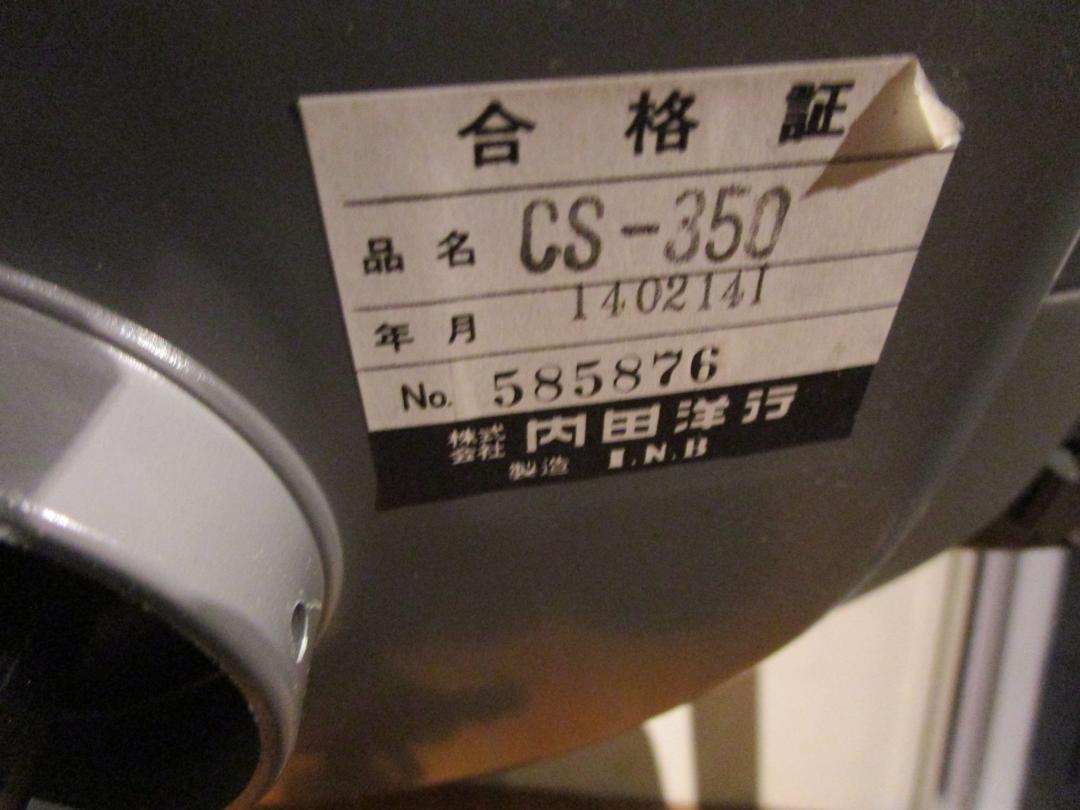 合格証
品名 CS-350
年月 1402141
No. 585876
株式会社 内田洋行
製造 I.N.B